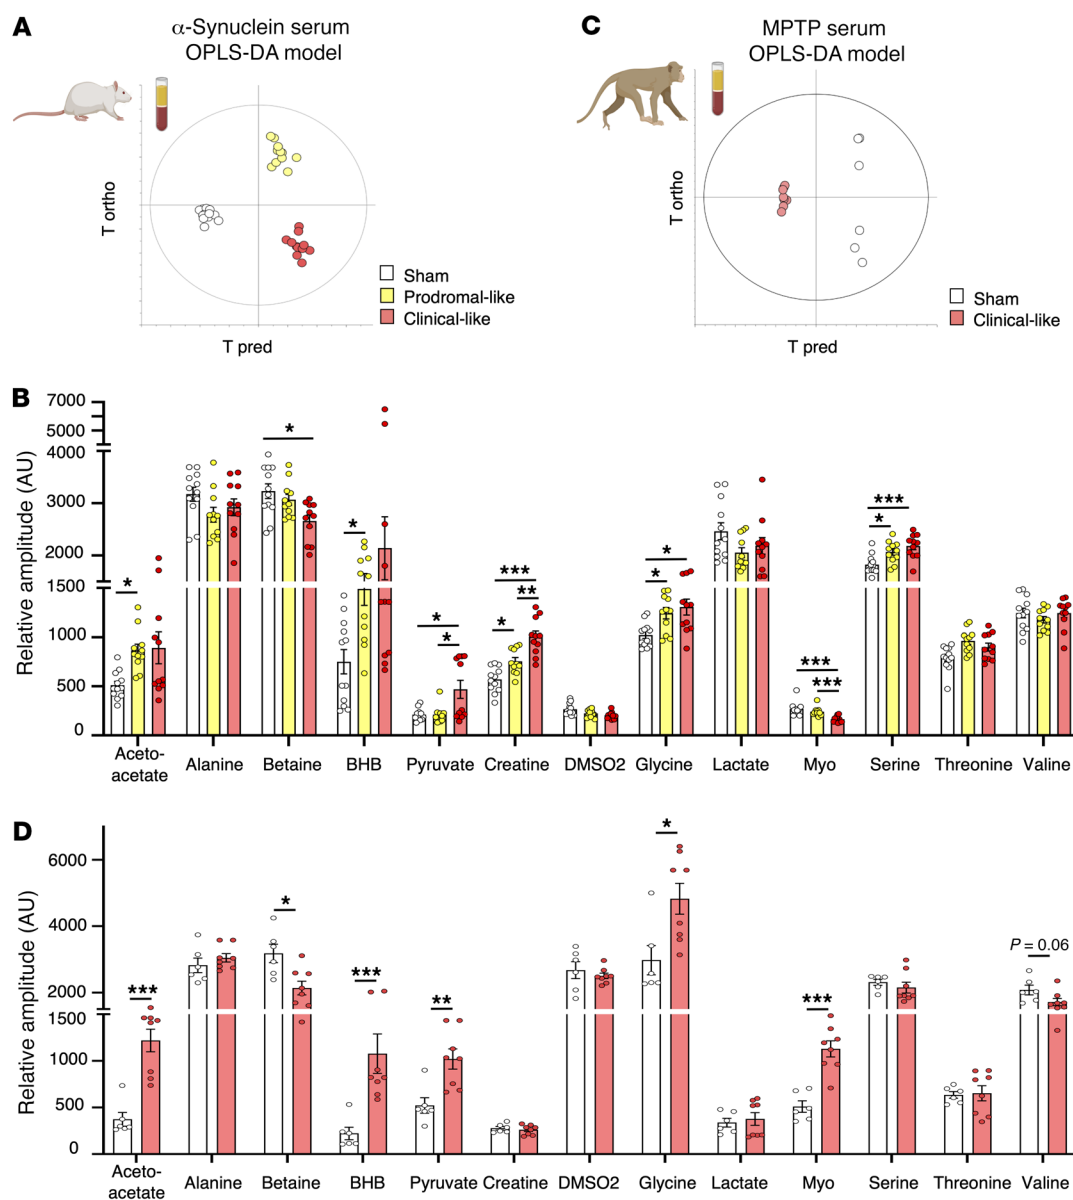 A
α-Synuclein serum
OPLS-DA model
T ortho
T pred
Sham
Prodromal-like
Clinical-like
C
MPTP serum
OPLS-DA model
T ortho
T pred
Sham
Clinical-like
B
Relative amplitude (AU)
7000
5000
4000
3000
2000
1500
1000
500
0
* * * * * * *** ** * * * *** *** *** *
Aceto-
acetate Alanine Betaine BHB Pyruvate Creatine DMSO2 Glycine Lactate Myo Serine Threonine Valine
D
Relative amplitude (AU)
6000
4000
2000
1500
1000
500
0
*** * *** ** * *** P = 0.06
Aceto-
acetate Alanine Betaine BHB Pyruvate Creatine DMSO2 Glycine Lactate Myo Serine Threonine Valine